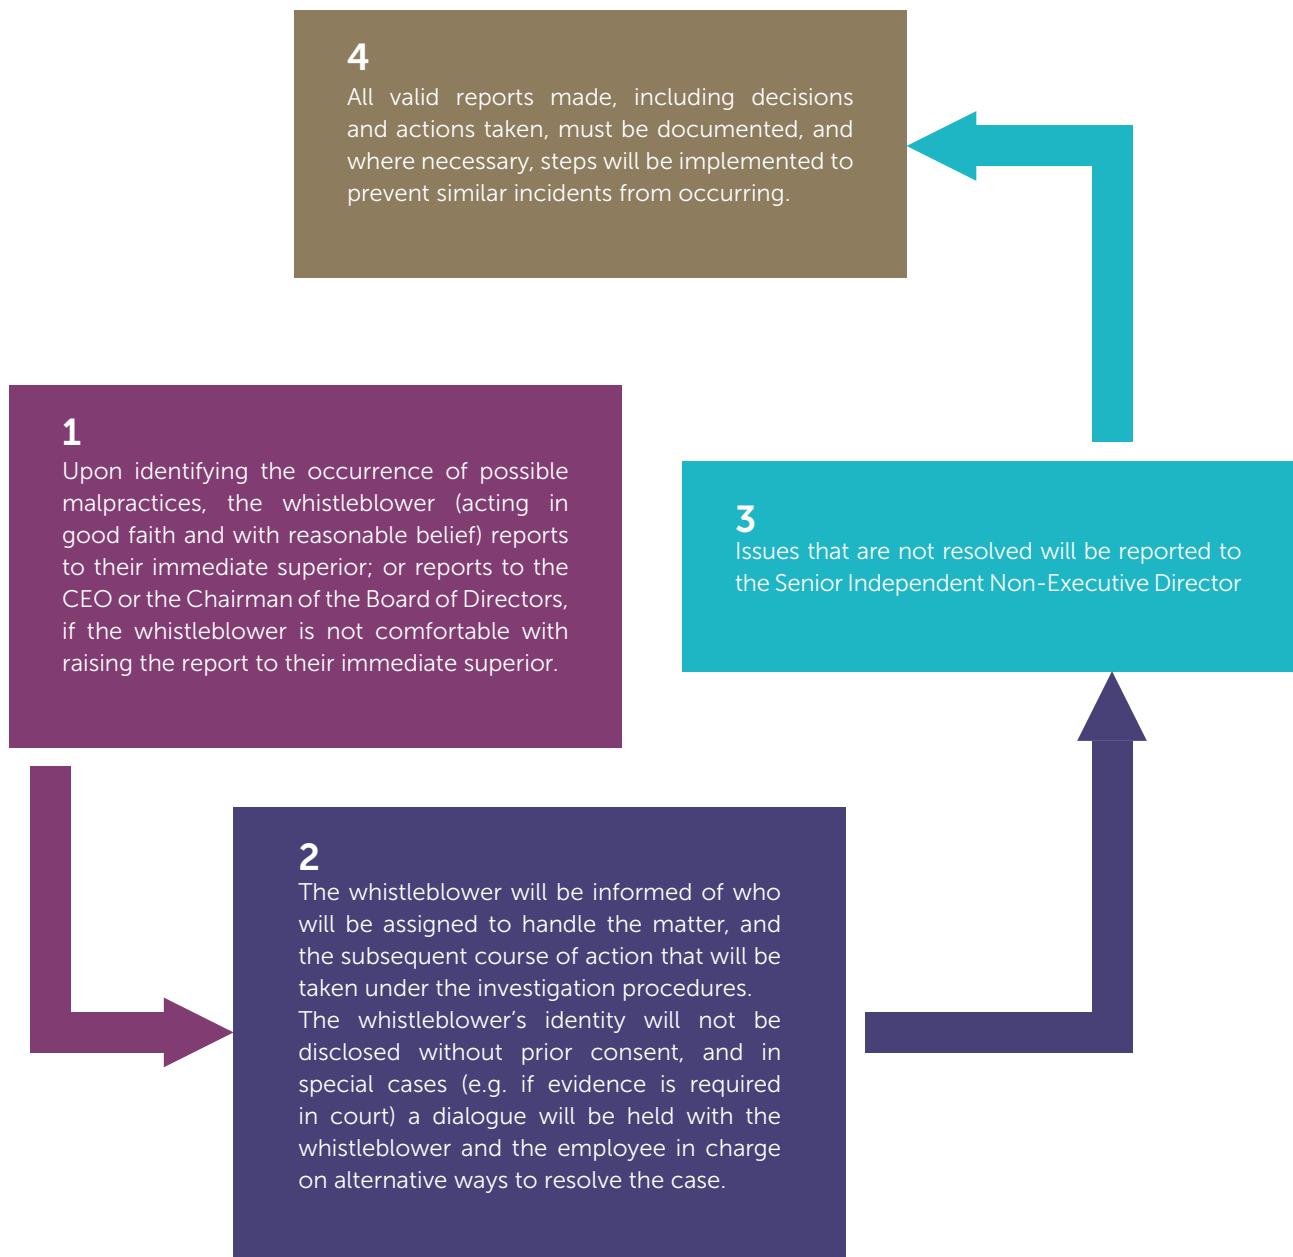 4
All valid reports made, including decisions
and actions taken, must be documented, and
where necessary, steps will be implemented to
prevent similar incidents from occurring.
1
Upon identifying the occurrence of possible
malpractices, the whistleblower (acting in
good faith and with reasonable belief) reports
to their immediate superior; or reports to the
CEO or the Chairman of the Board of Directors,
if the whistleblower is not comfortable with
raising the report to their immediate superior.
3
Issues that are not resolved will be reported to
the Senior Independent Non-Executive Director
2
The whistleblower will be informed of who
will be assigned to handle the matter, and
the subsequent course of action that will be
taken under the investigation procedures.
The whistleblower’s identity will not be
disclosed without prior consent, and in
special cases (e.g. if evidence is required
in court) a dialogue will be held with the
whistleblower and the employee in charge
on alternative ways to resolve the case.